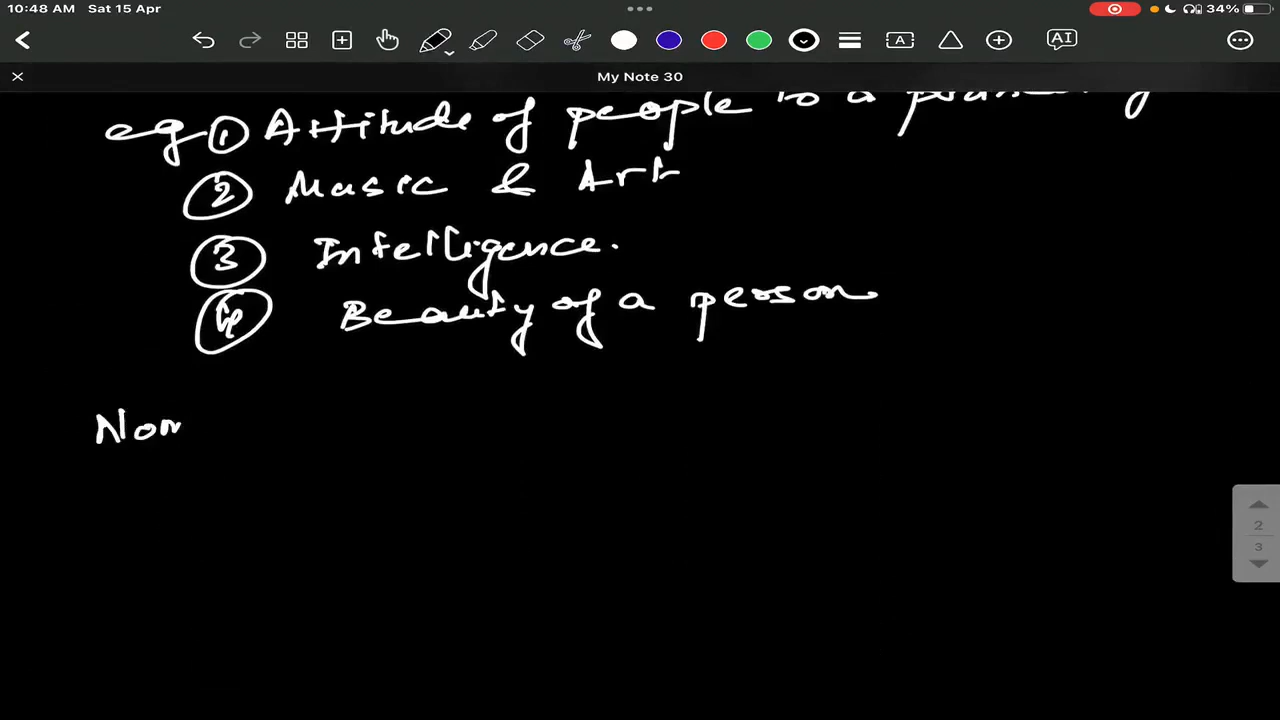 10:48 AM Sat 15 Apr
34%
A
AI
My Note 30
eg ① Attitude of people to a
② Music & Art
③ Intelligence.
④ Beauty of a person
Non
2
3